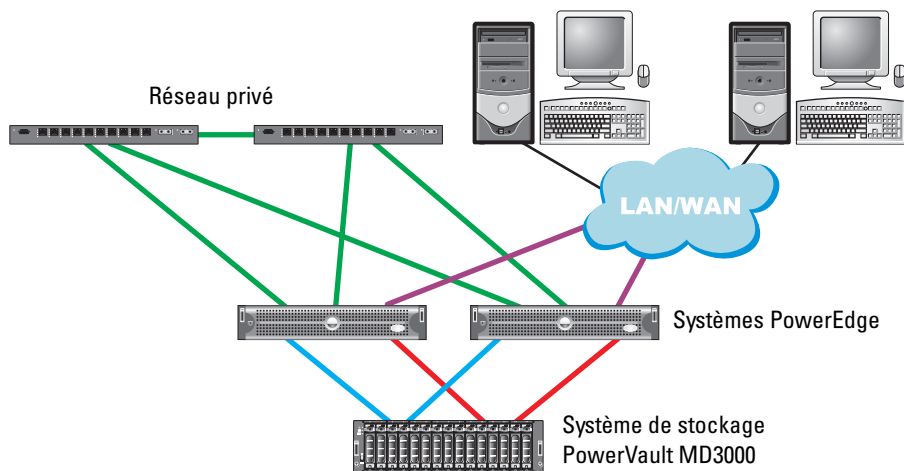 Réseau privé
LAN/WAN
Systèmes PowerEdge
Système de stockage
PowerVault MD3000